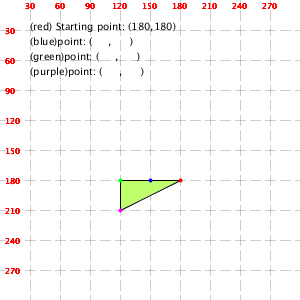 30 60 90 120 150 180 210 240 270
30
(red) Starting point: (180,180)
(blue)point: (    ,    )
(green)point: (    ,    )
60
(purple)point: (    ,    )
90
120
150
180
210
240
270